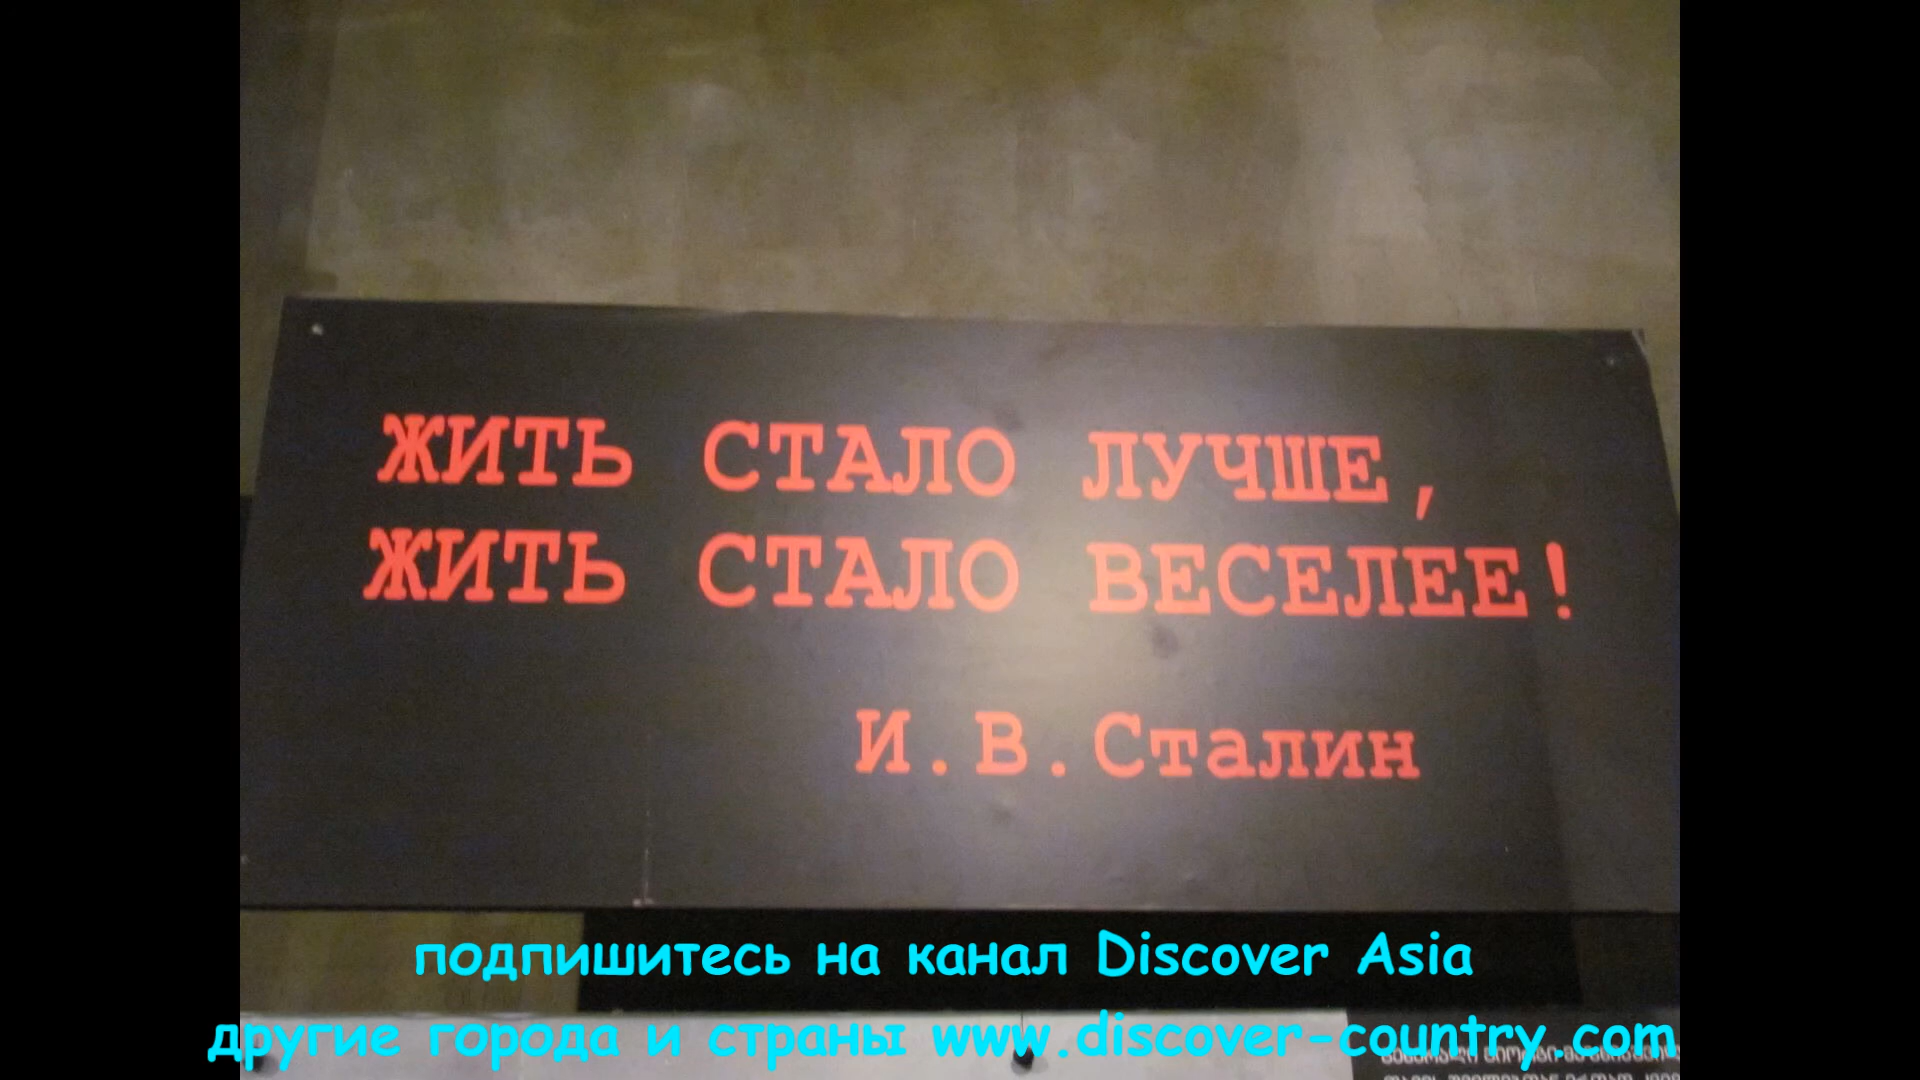 ЖИТЬ СТАЛО ЛУЧШЕ,
ЖИТЬ СТАЛО ВЕСЕЛЕЕ!
И.В.Сталин
подпишитесь на канал Discover Asia
другие города и страны www.discover-country.com